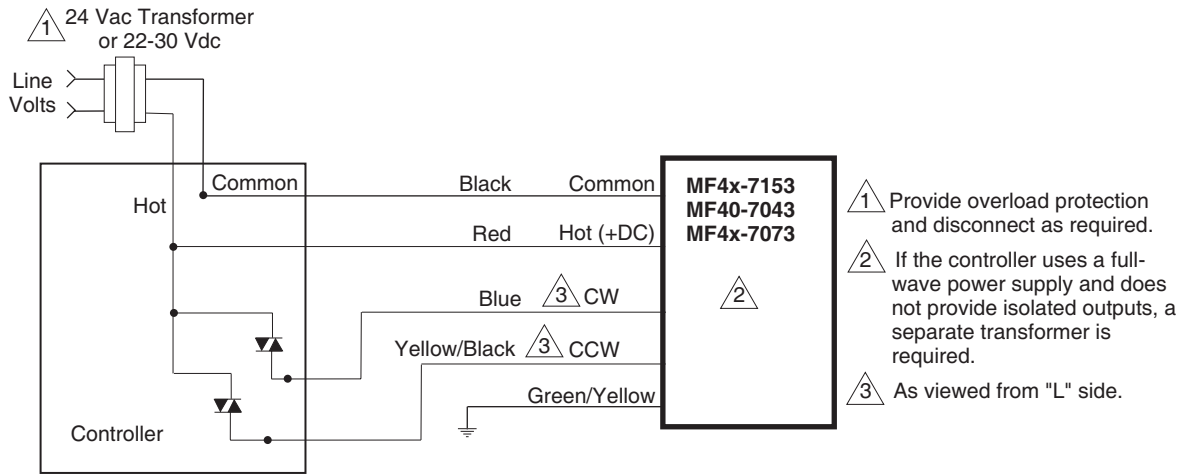 1
24 Vac Transformer
or 22-30 Vdc
Line
Volts
Common
Hot
Controller
Black
Common
Red
Hot (+DC)
Blue
3
CW
Yellow/Black
3
CCW
Green/Yellow
MF4x-7153
MF40-7043
MF4x-7073
2
1
Provide overload protection
and disconnect as required.
2
If the controller uses a full-
wave power supply and does
not provide isolated outputs, a
separate transformer is
required.
3
As viewed from "L" side.